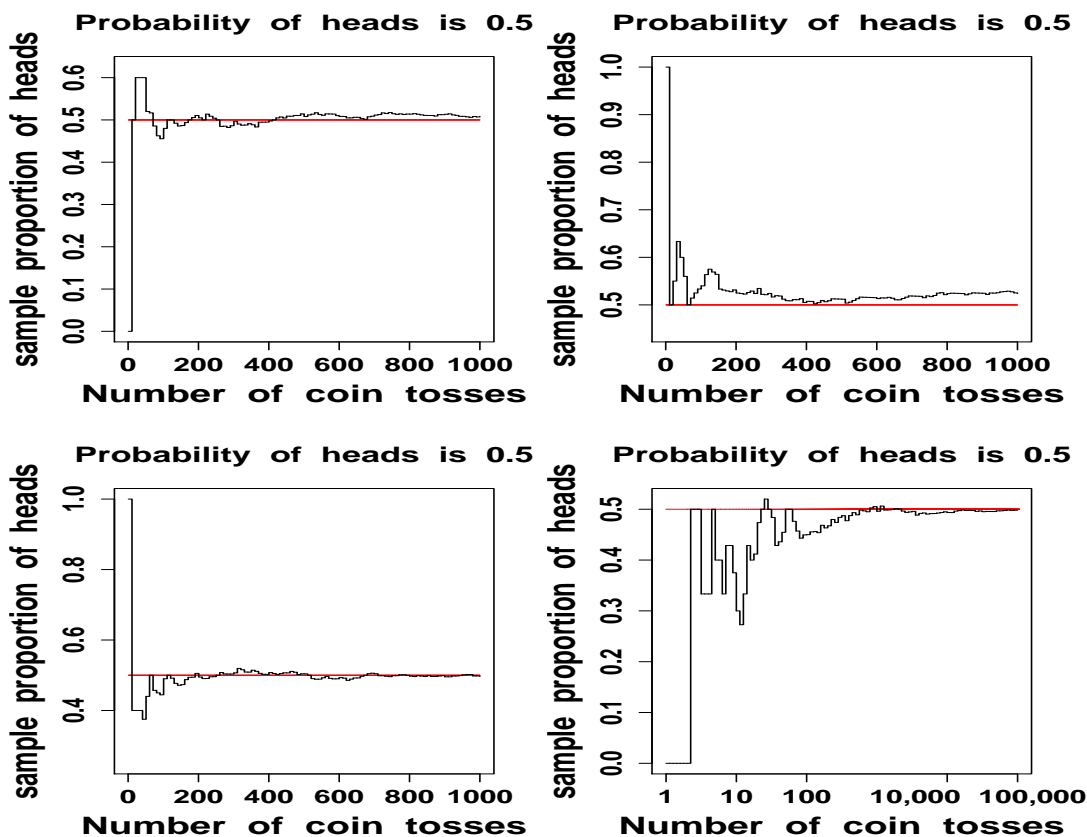 Probability of heads is 0.5
sample proportion of heads
0.6
0.5
0.4
0.3
0.2
0.1
0.0
0 200 400 600 800 1000
Number of coin tosses
Probability of heads is 0.5
sample proportion of heads
1.0
0.9
0.8
0.7
0.6
0.5
0 200 400 600 800 1000
Number of coin tosses
Probability of heads is 0.5
sample proportion of heads
1.0
0.8
0.6
0.4
0 200 400 600 800 1000
Number of coin tosses
Probability of heads is 0.5
sample proportion of heads
0.5
0.4
0.3
0.2
0.1
0.0
1 10 100 10,000 100,000
Number of coin tosses